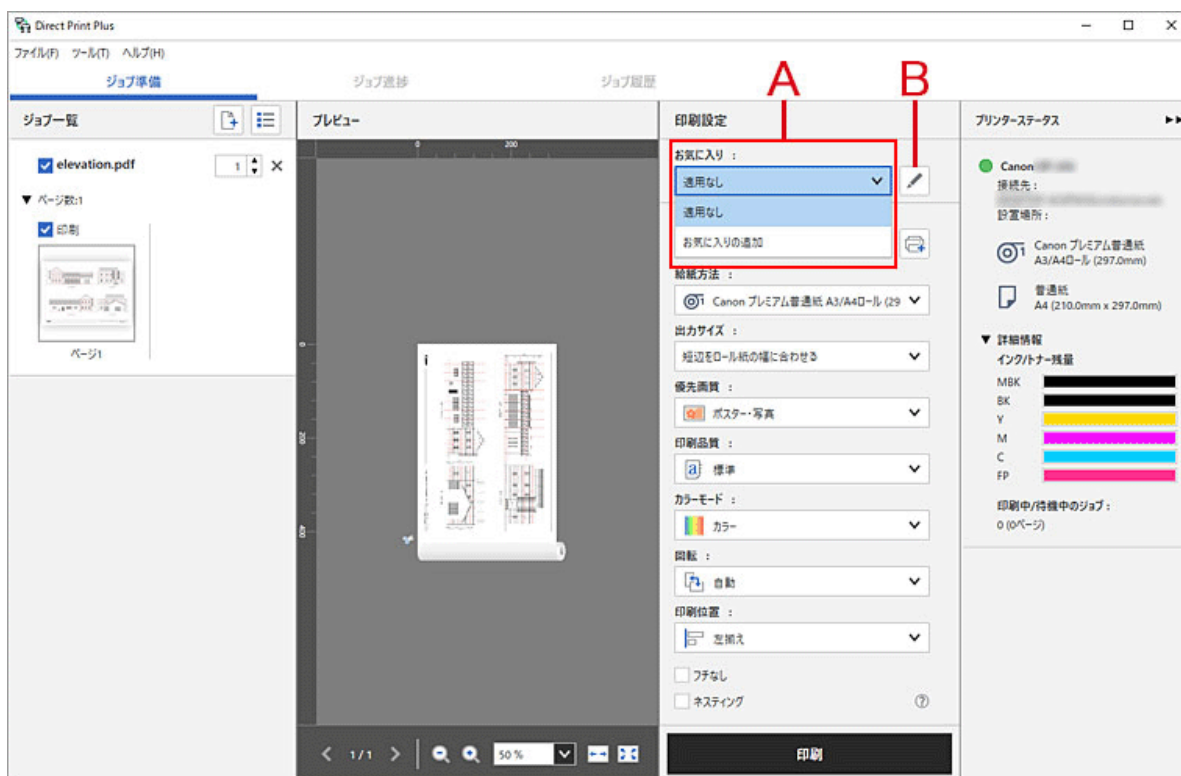 Direct Print Plus
ファイル(F) ツール(T) ヘルプ(H)
ジョブ準備 ジョブ進捗 ジョブ履歴
A B
ジョブ一覧
elevation.pdf 1
▼ ページ数:1
印刷
ページ1
プレビュー
0 200
0
200
400
1/1 50 %
印刷設定
お気に入り :
適用なし
適用なし
お気に入りの追加
給紙方法 :
1 Canon プレミアム普通紙 A3/A4ロール (29
出力サイズ :
短辺をロール紙の幅に合わせる
優先画質 :
ポスター・写真
印刷品質 :
a 標準
カラーモード :
カラー
回転 :
自動
印刷位置 :
左揃え
フチなし
ネスティング ?
印刷
プリンターステータス
Canon
接続先 :
設置場所 :
1 Canon プレミアム普通紙
A3/A4ロール (297.0mm)
普通紙
A4 (210.0mm x 297.0mm)
▼ 詳細情報
インク/トナー残量
MBK
BK
Y
M
C
FP
印刷中/待機中のジョブ :
0 (0ページ)